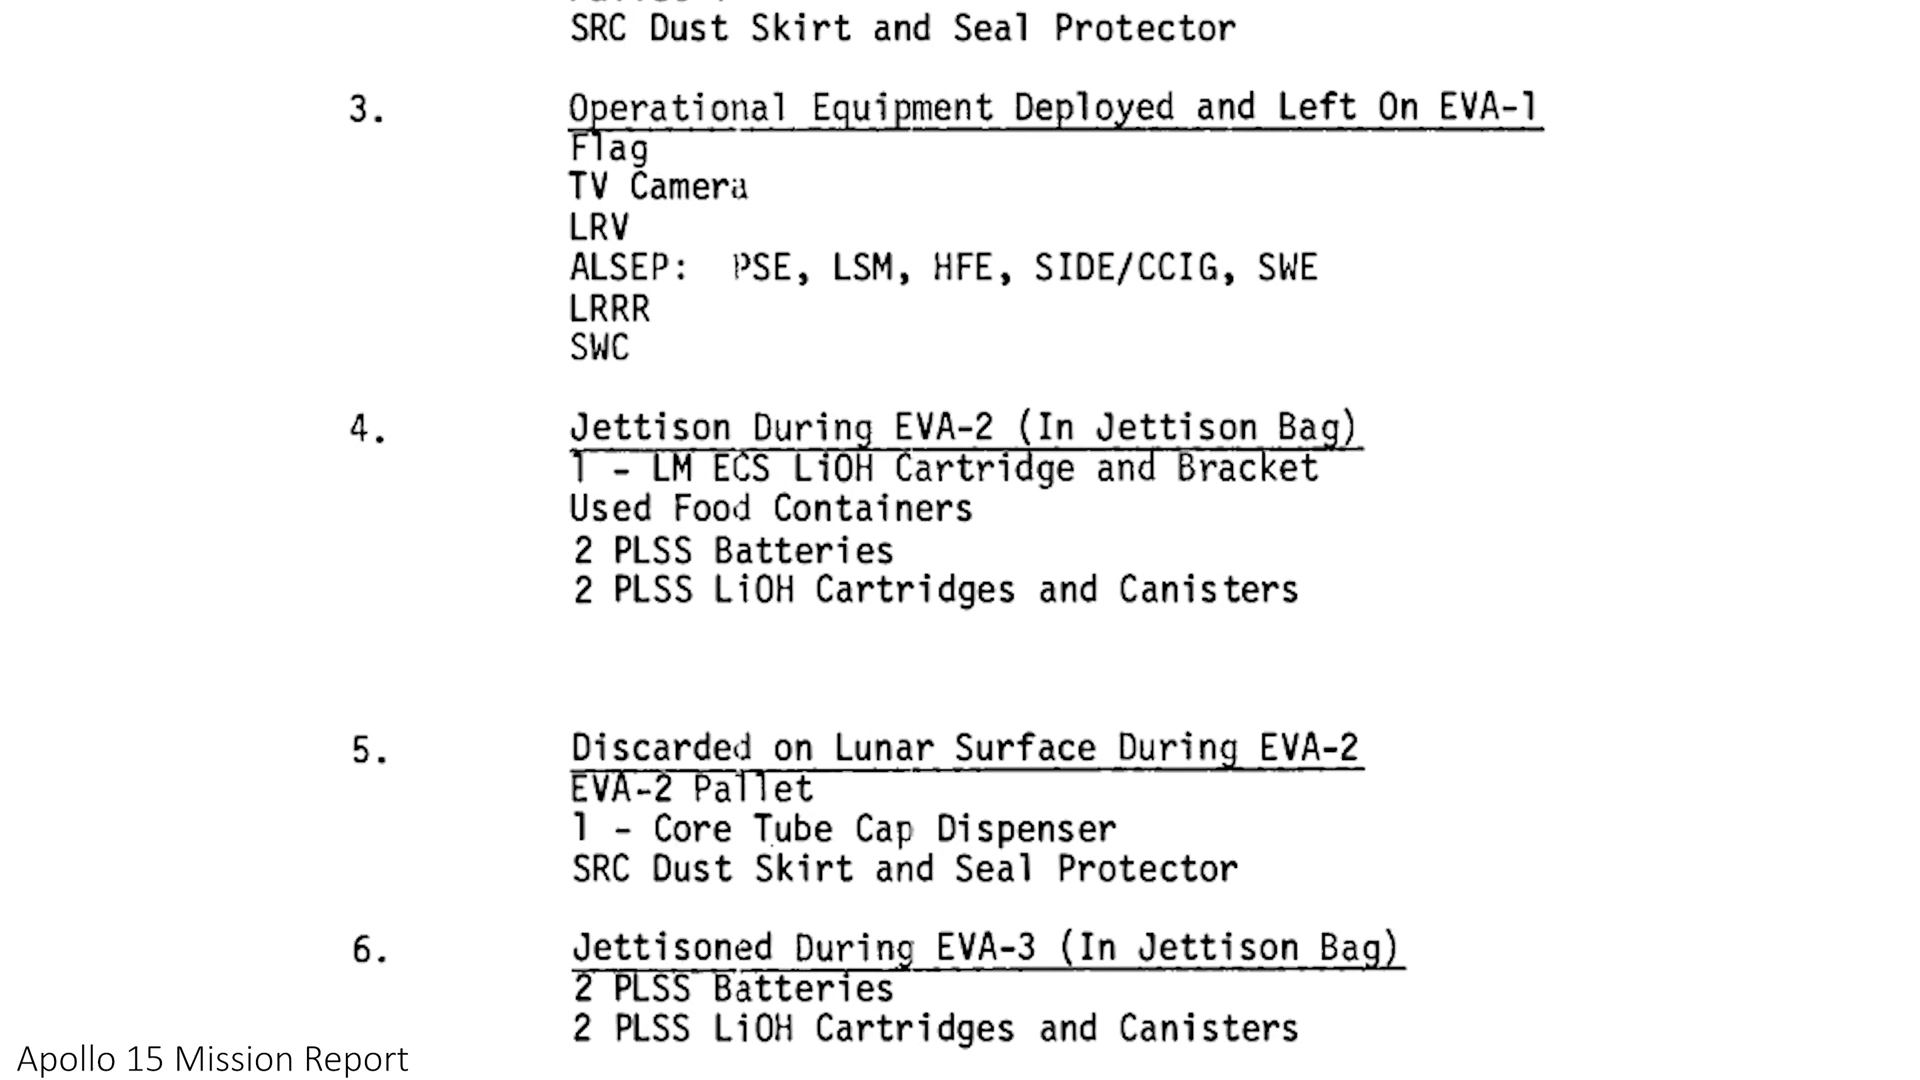 SRC Dust Skirt and Seal Protector
3. Operational Equipment Deployed and Left On EVA-1
Flag
TV Camera
LRV
ALSEP: PSE, LSM, HFE, SIDE/CCIG, SWE
LRRR
SWC
4. Jettison During EVA-2 (In Jettison Bag)
1 - LM ECS LiOH Cartridge and Bracket
Used Food Containers
2 PLSS Batteries
2 PLSS LiOH Cartridges and Canisters
5. Discarded on Lunar Surface During EVA-2
EVA-2 Pallet
1 - Core Tube Cap Dispenser
SRC Dust Skirt and Seal Protector
6. Jettisoned During EVA-3 (In Jettison Bag)
2 PLSS Batteries
2 PLSS LiOH Cartridges and Canisters
Apollo 15 Mission Report